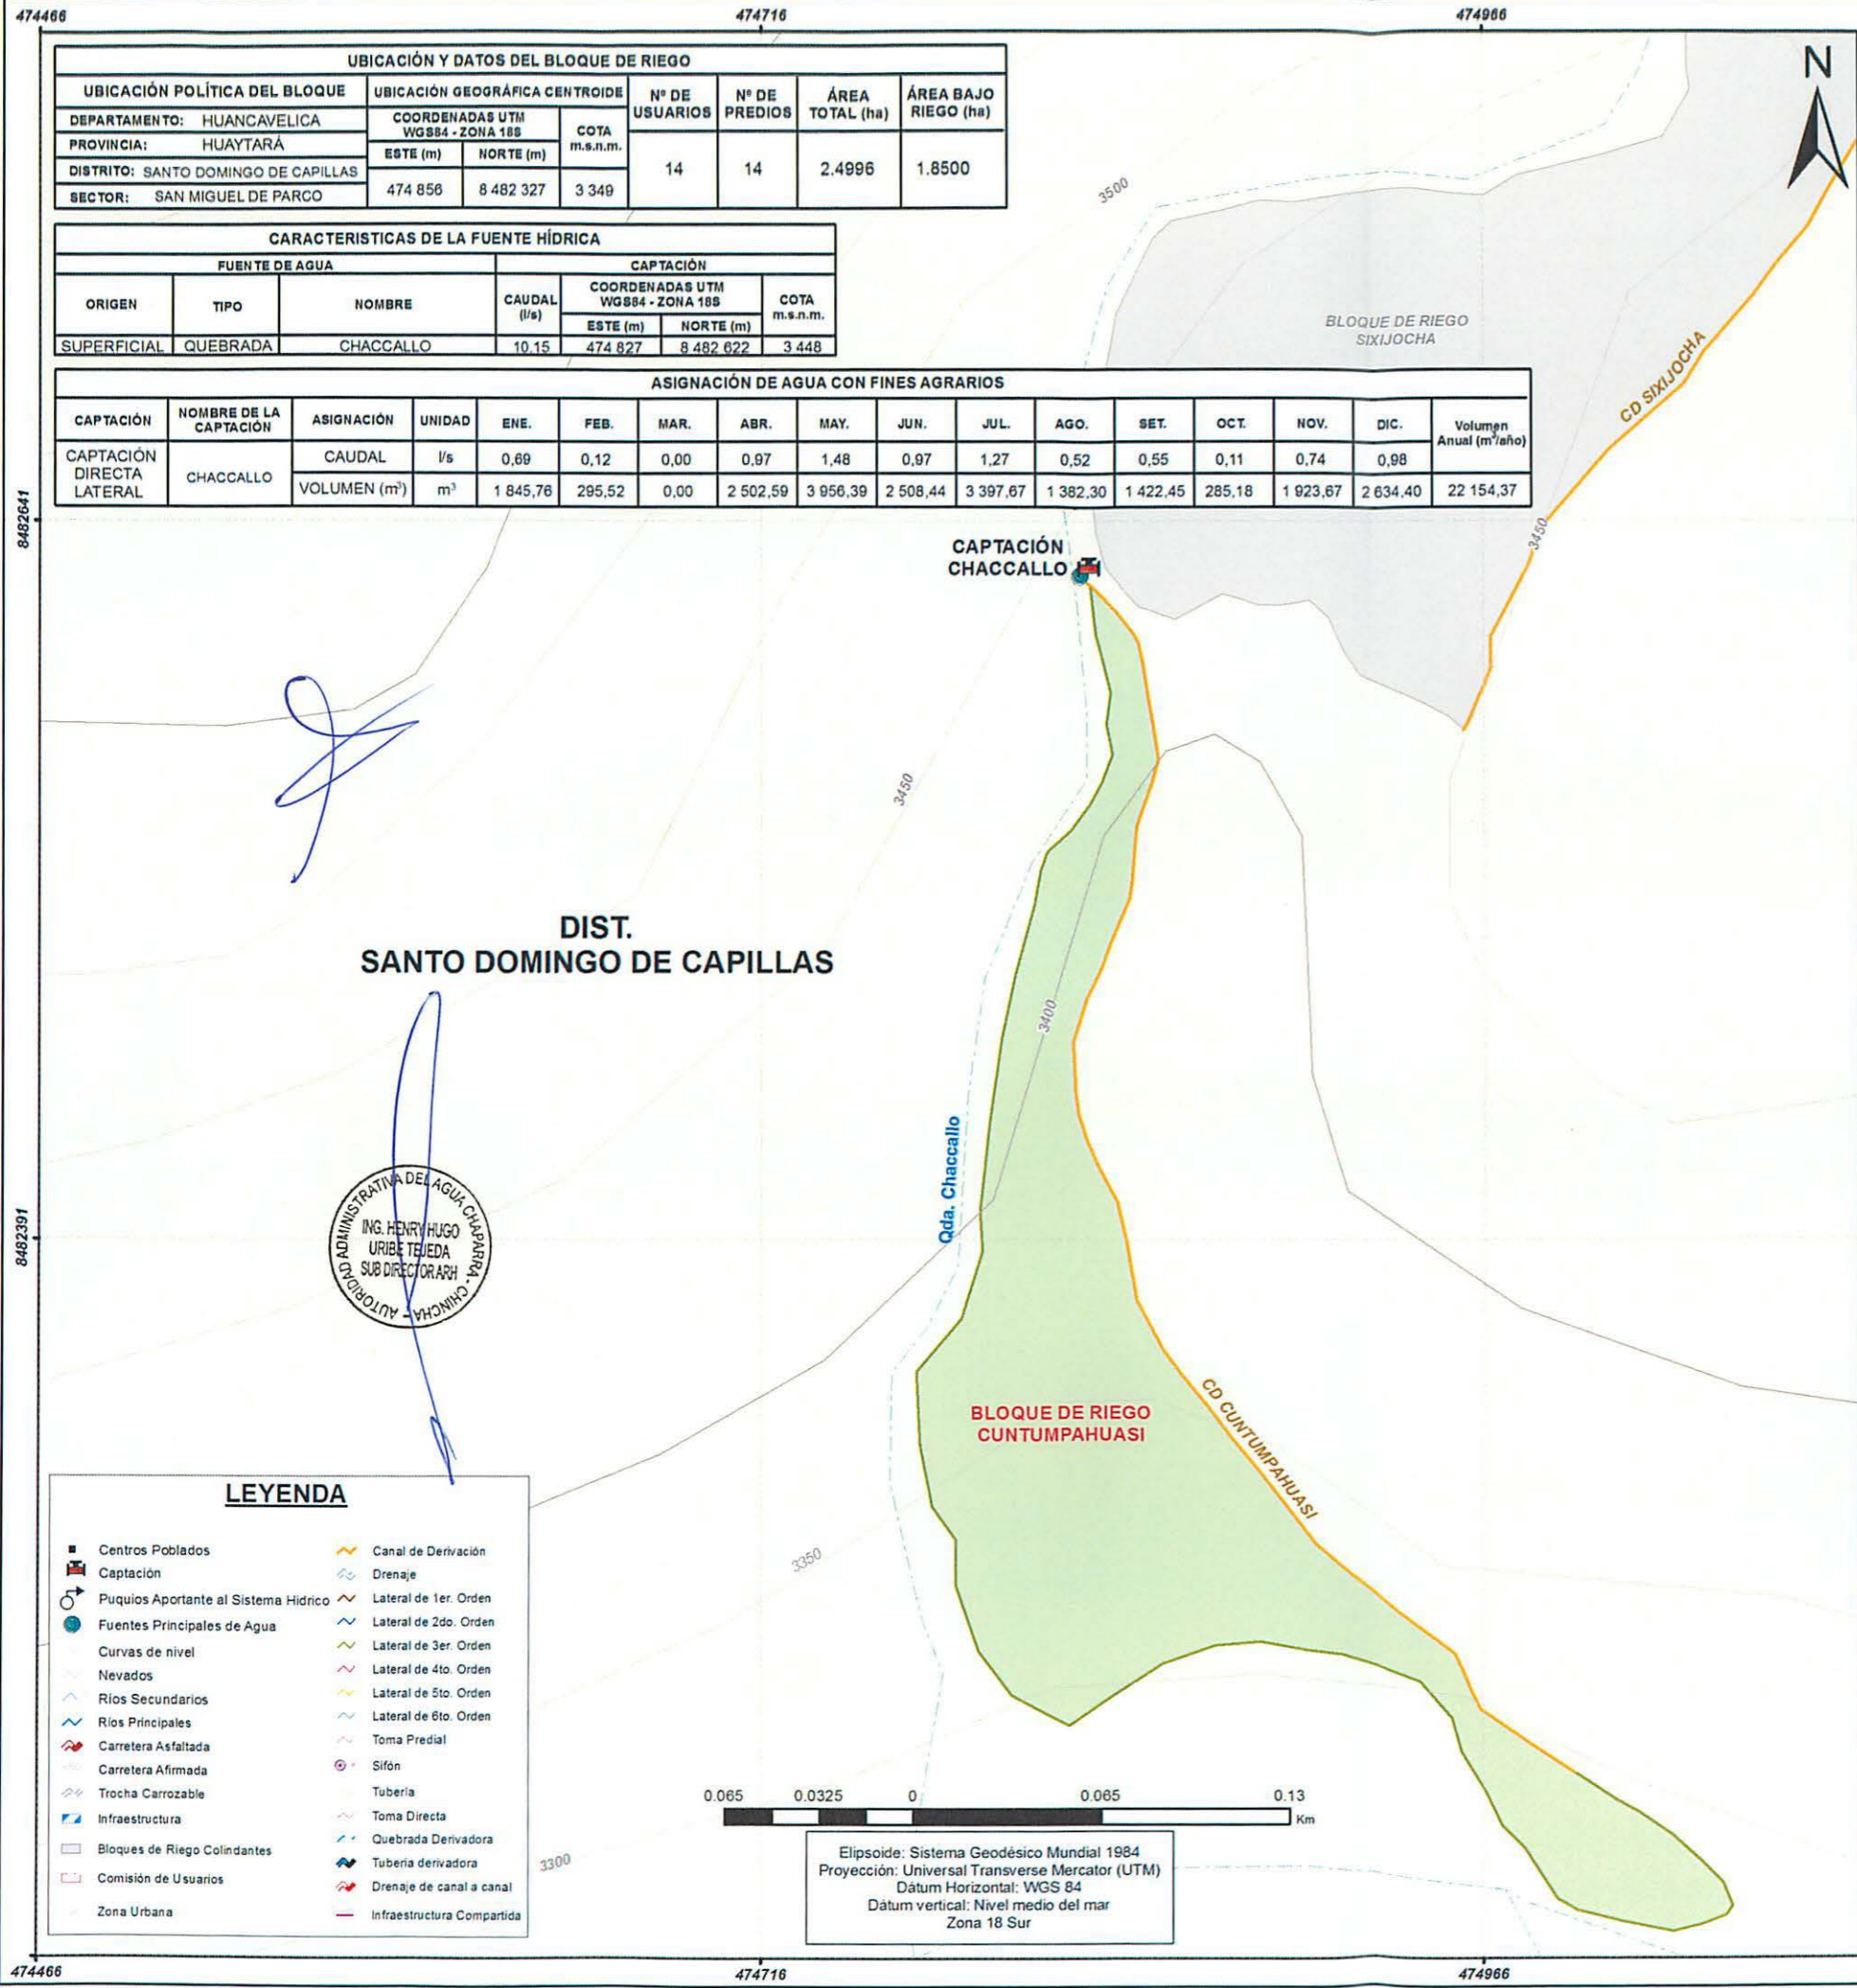 474466 474716 474966
UBICACIÓN Y DATOS DEL BLOQUE DE RIEGO
UBICACIÓN POLÍTICA DEL BLOQUE UBICACIÓN GEOGRÁFICA CENTROIDE Nº DE USUARIOS Nº DE PREDIOS ÁREA TOTAL (ha) ÁREA BAJO RIEGO (ha)
DEPARTAMENTO: HUANCAVELICA COORDENADAS UTM WGS84 - ZONA 18S COTA m.s.n.m.
PROVINCIA: HUAYTARÁ ESTE (m) NORTE (m)
DISTRITO: SANTO DOMINGO DE CAPILLAS
SECTOR: SAN MIGUEL DE PARCO
474 856 8 482 327 3 349 14 14 2.4996 1.8500
N
CARACTERISTICAS DE LA FUENTE HÍDRICA
FUENTE DE AGUA CAPTACIÓN
ORIGEN TIPO NOMBRE CAUDAL (l/s) COORDENADAS UTM WGS84 - ZONA 18S COTA m.s.n.m.
ESTE (m) NORTE (m)
SUPERFICIAL QUEBRADA CHACCALLO 10.15 474 827 8 482 622 3 448
ASIGNACIÓN DE AGUA CON FINES AGRARIOS
CAPTACIÓN NOMBRE DE LA CAPTACIÓN ASIGNACIÓN UNIDAD ENE. FEB. MAR. ABR. MAY. JUN. JUL. AGO. SET. OCT. NOV. DIC. Volumen Anual (m³/año)
CAPTACIÓN DIRECTA LATERAL CHACCALLO CAUDAL l/s 0,69 0,12 0,00 0,97 1,48 0,97 1,27 0,52 0,55 0,11 0,74 0,98
VOLUMEN (m³) m³ 1 845,76 295,52 0,00 2 502,59 3 956,39 2 508,44 3 397,67 1 382,30 1 422,45 285,18 1 923,67 2 634,40 22 154,37
3500
BLOQUE DE RIEGO
SIXIJOCHA
CD SIXIJOCHA
3450
8482641
CAPTACIÓN
CHACCALLO
3450
DIST.
SANTO DOMINGO DE CAPILLAS
3400
Qda. Chaccallo
8482391
AUTORIDAD ADMINISTRATIVA DEL AGUA CHAPARRA - CHINCHA -
ING. HENRY HUGO
URIBE TEJEDA
SUB DIRECTOR ARH
BLOQUE DE RIEGO
CUNTUMPAHUASI
CD CUNTUMPAHUASI
3350
3300
LEYENDA
Centros Poblados
Captación
Puquios Aportante al Sistema Hidrico
Fuentes Principales de Agua
Curvas de nivel
Nevados
Ríos Secundarios
Ríos Principales
Carretera Asfaltada
Carretera Afirmada
Trocha Carrozable
Infraestructura
Bloques de Riego Colindantes
Comisión de Usuarios
Zona Urbana
Canal de Derivación
Drenaje
Lateral de 1er. Orden
Lateral de 2do. Orden
Lateral de 3er. Orden
Lateral de 4to. Orden
Lateral de 5to. Orden
Lateral de 6to. Orden
Toma Predial
Sifón
Tubería
Toma Directa
Quebrada Derivadora
Tuberia derivadora
Drenaje de canal a canal
Infraestructura Compartida
0.065 0.0325 0 0.065 0.13
Km
Elipsoide: Sistema Geodésico Mundial 1984
Proyección: Universal Transverse Mercator (UTM)
Dátum Horizontal: WGS 84
Dátum vertical: Nivel medio del mar
Zona 18 Sur
474466 474716 474966